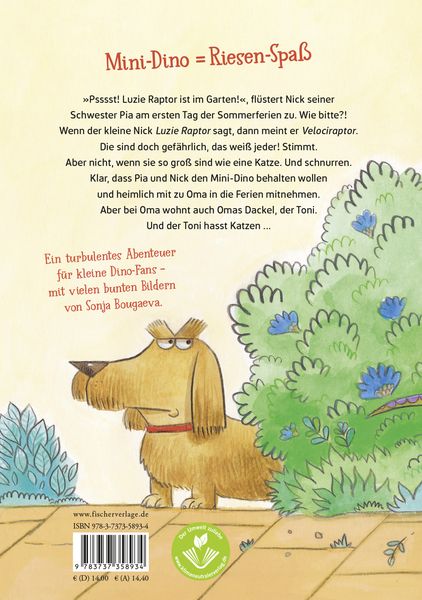 Mini-Dino = Riesen-Spaß
»Psssst! Luzie Raptor ist im Garten!«, flüstert Nick seiner
Schwester Pia am ersten Tag der Sommerferien zu. Wie bitte?!
Wenn der kleine Nick Luzie Raptor sagt, dann meint er Velociraptor.
Die sind doch gefährlich, das weiß jeder! Stimmt.
Aber nicht, wenn sie so groß sind wie eine Katze. Und schnurren.
Klar, dass Pia und Nick den Mini-Dino behalten wollen
und heimlich mit zu Oma in die Ferien mitnehmen.
Aber bei Oma wohnt auch Omas Dackel, der Toni.
Und der Toni hasst Katzen ...
Ein turbulentes Abenteuer
für kleine Dino-Fans –
mit vielen bunten Bildern
von Sonja Bougaeva.
www.fischerverlage.de
ISBN 978-3-7373-5893-4
9 783737 358934
€ (D) 14,00 € (A) 14,40
Der Umwelt zuliebe
www.klimaneutralerverlag.de